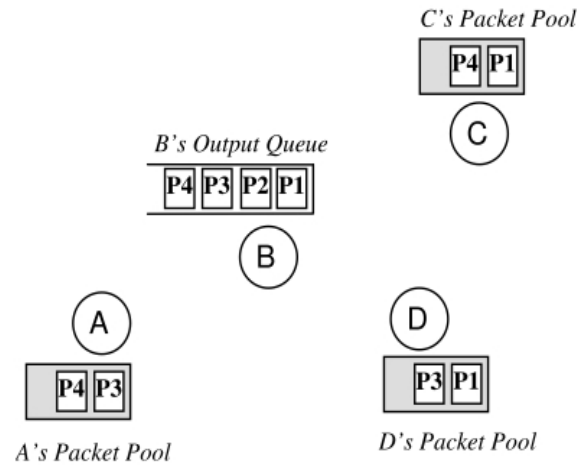 C's Packet Pool
P4 P1
C
B's Output Queue
P4 P3 P2 P1
B
A
D
P4 P3
P3 P1
A's Packet Pool
D's Packet Pool